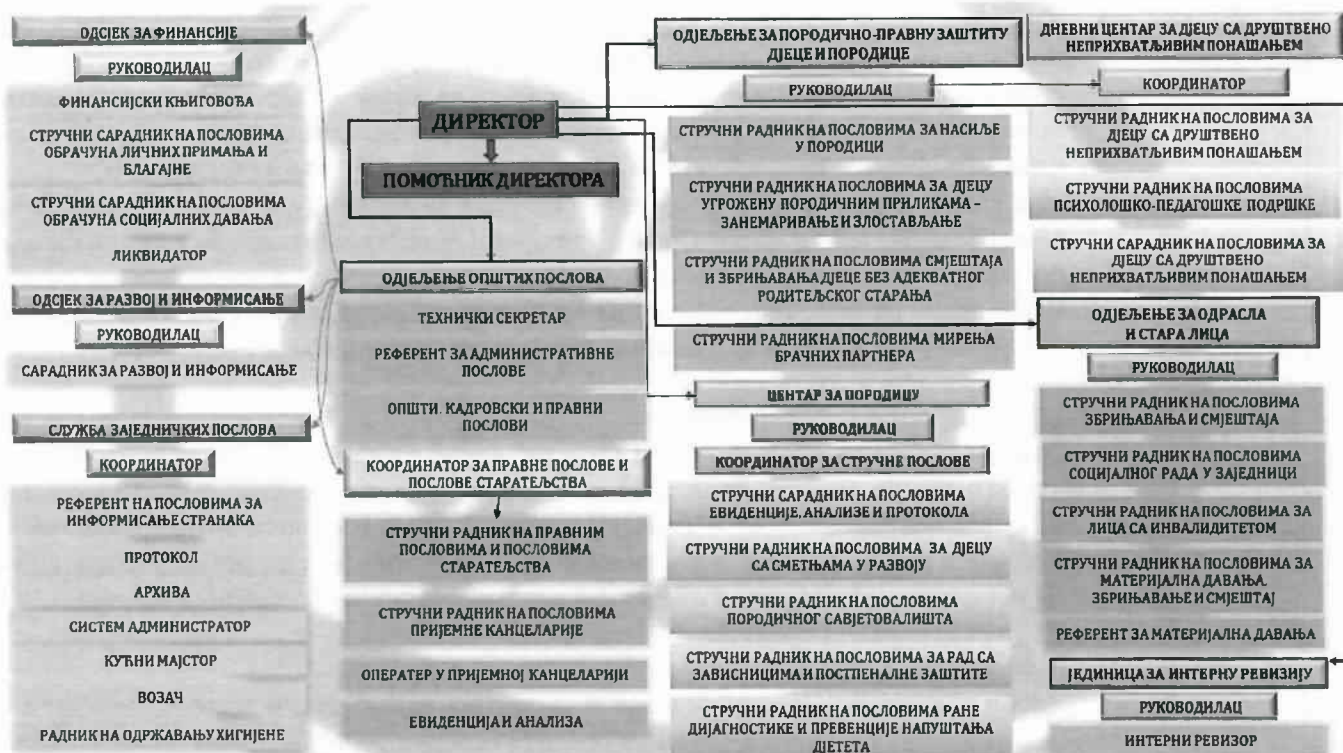 ОДСЈЕК ЗА ФИНАНСИЈЕ
РУКОВОДИЛАЦ
ФИНАНСИЈСКИ КЊИГОВОЂА
СТРУЧНИ САРАДНИК НА ПОСЛОВИМА
ОБРАЧУНА ЛИЧНИХ ПРИМАЊА И
БЛАГАЈНЕ
СТРУЧНИ САРАДНИК НА ПОСЛОВИМА
ОБРАЧУНА СОЦИЈАЛНИХ ДАВАЊА
ЛИКВИДАТОР
ОДСЈЕК ЗА РАЗВОЈ И ИНФОРМИСАЊЕ
РУКОВОДИЛАЦ
САРАДНИК ЗА РАЗВОЈ И ИНФОРМИСАЊЕ
СЛУЖБА ЗАЈЕДНИЧКИХ ПОСЛОВА
КООРДИНАТОР
РЕФЕРЕНТ НА ПОСЛОВИМА ЗА
ИНФОРМИСАЊЕ СТРАНАКА
ПРОТОКОЛ
АРХИВА
СИСТЕМ АДМИНИСТРАТОР
КУЋНИ МАЈСТОР
ВОЗАЧ
РАДНИК НА ОДРЖАВАЊУ ХИГИЈЕНЕ
ДИРЕКТОР
ПОМОЋНИК ДИРЕКТОРА
ОДЈЕЉЕЊЕ ОПШТИХ ПОСЛОВА
ТЕХНИЧКИ СЕКРЕТАР
РЕФЕРЕНТ ЗА АДМИНИСТРАТИВНЕ
ПОСЛОВЕ
ОПШТИ, КАДРОВСКИ И ПРАВНИ
ПОСЛОВИ
КООРДИНАТОР ЗА ПРАВНЕ ПОСЛОВЕ И
ПОСЛОВЕ СТАРАТЕЉСТВА
СТРУЧНИ РАДНИК НА ПРАВНИМ
ПОСЛОВИМА И ПОСЛОВИМА
СТАРАТЕЉСТВА
СТРУЧНИ РАДНИК НА ПОСЛОВИМА
ПРИЈЕМНЕ КАНЦЕЛАРИЈЕ
ОПЕРАТЕР У ПРИЈЕМНОЈ КАНЦЕЛАРИЈИ
ЕВИДЕНЦИЈА И АНАЛИЗА
ОДЈЕЉЕЊЕ ЗА ПОРОДИЧНО-ПРАВНУ ЗАШТИТУ
ДЈЕЦЕ И ПОРОДИЦЕ
РУКОВОДИЛАЦ
СТРУЧНИ РАДНИК НА ПОСЛОВИМА ЗА НАСИЉЕ
У ПОРОДИЦИ
СТРУЧНИ РАДНИК НА ПОСЛОВИМА ЗА ДЈЕЦУ
УГРОЖЕНУ ПОРОДИЧНИМ ПРИЛИКАМА –
ЗАНЕМАРИВАЊЕ И ЗЛОСТАВЉАЊЕ
СТРУЧНИ РАДНИК НА ПОСЛОВИМА СМЈЕШТАЈА
И ЗБРИЊАВАЊА ДЈЕЦЕ БЕЗ АДЕКВАТНОГ
РОДИТЕЉСКОГ СТАРАЊА
СТРУЧНИ РАДНИК НА ПОСЛОВИМА МИРЕЊА
БРАЧНИХ ПАРТНЕРА
ЦЕНТАР ЗА ПОРОДИЦУ
РУКОВОДИЛАЦ
КООРДИНАТОР ЗА СТРУЧНЕ ПОСЛОВЕ
СТРУЧНИ САРАДНИК НА ПОСЛОВИМА
ЕВИДЕНЦИЈЕ, АНАЛИЗЕ И ПРОТОКОЛА
СТРУЧНИ РАДНИК НА ПОСЛОВИМА ЗА ДЈЕЦУ
СА СМЕТЊАМА У РАЗВОЈУ
СТРУЧНИ РАДНИК НА ПОСЛОВИМА
ПОРОДИЧНОГ САВЈЕТОВАЛИШТА
СТРУЧНИ РАДНИК НА ПОСЛОВИМА ЗА РАД СА
ЗАВИСНИЦИМА И ПОСТПЕНАЛНЕ ЗАШТИТЕ
СТРУЧНИ РАДНИК НА ПОСЛОВИМА РАНЕ
ДИЈАГНОСТИКЕ И ПРЕВЕНЦИЈЕ НАПУШТАЊА
ДЈЕТЕТА
ДНЕВНИ ЦЕНТАР ЗА ДЈЕЦУ СА ДРУШТВЕНО
НЕПРИХВАТЉИВИМ ПОНАШАЊЕМ
КООРДИНАТОР
СТРУЧНИ РАДНИК НА ПОСЛОВИМА ЗА
ДЈЕЦУ СА ДРУШТВЕНО
НЕПРИХВАТЉИВИМ ПОНАШАЊЕМ
СТРУЧНИ РАДНИК НА ПОСЛОВИМА
ПСИХОЛОШКО-ПЕДАГОШКЕ ПОДРШКЕ
СТРУЧНИ САРАДНИК НА ПОСЛОВИМА ЗА
ДЈЕЦУ СА ДРУШТВЕНО
НЕПРИХВАТЉИВИМ ПОНАШАЊЕМ
ОДЈЕЉЕЊЕ ЗА ОДРАСЛА
И СТАРА ЛИЦА
РУКОВОДИЛАЦ
СТРУЧНИ РАДНИК НА ПОСЛОВИМА
ЗБРИЊАВАЊА И СМЈЕШТАЈА
СТРУЧНИ РАДНИК НА ПОСЛОВИМА
СОЦИЈАЛНОГ РАДА У ЗАЈЕДНИЦИ
СТРУЧНИ РАДНИК НА ПОСЛОВИМА ЗА
ЛИЦА СА ИНВАЛИДИТЕТОМ
СТРУЧНИ РАДНИК НА ПОСЛОВИМА ЗА
МАТЕРИЈАЛНА ДАВАЊА,
ЗБРИЊАВАЊЕ И СМЈЕШТАЈ
РЕФЕРЕНТ ЗА МАТЕРИЈАЛНА ДАВАЊА
ЈЕДИНИЦА ЗА ИНТЕРНУ РЕВИЗИЈУ
РУКОВОДИЛАЦ
ИНТЕРНИ РЕВИЗОР